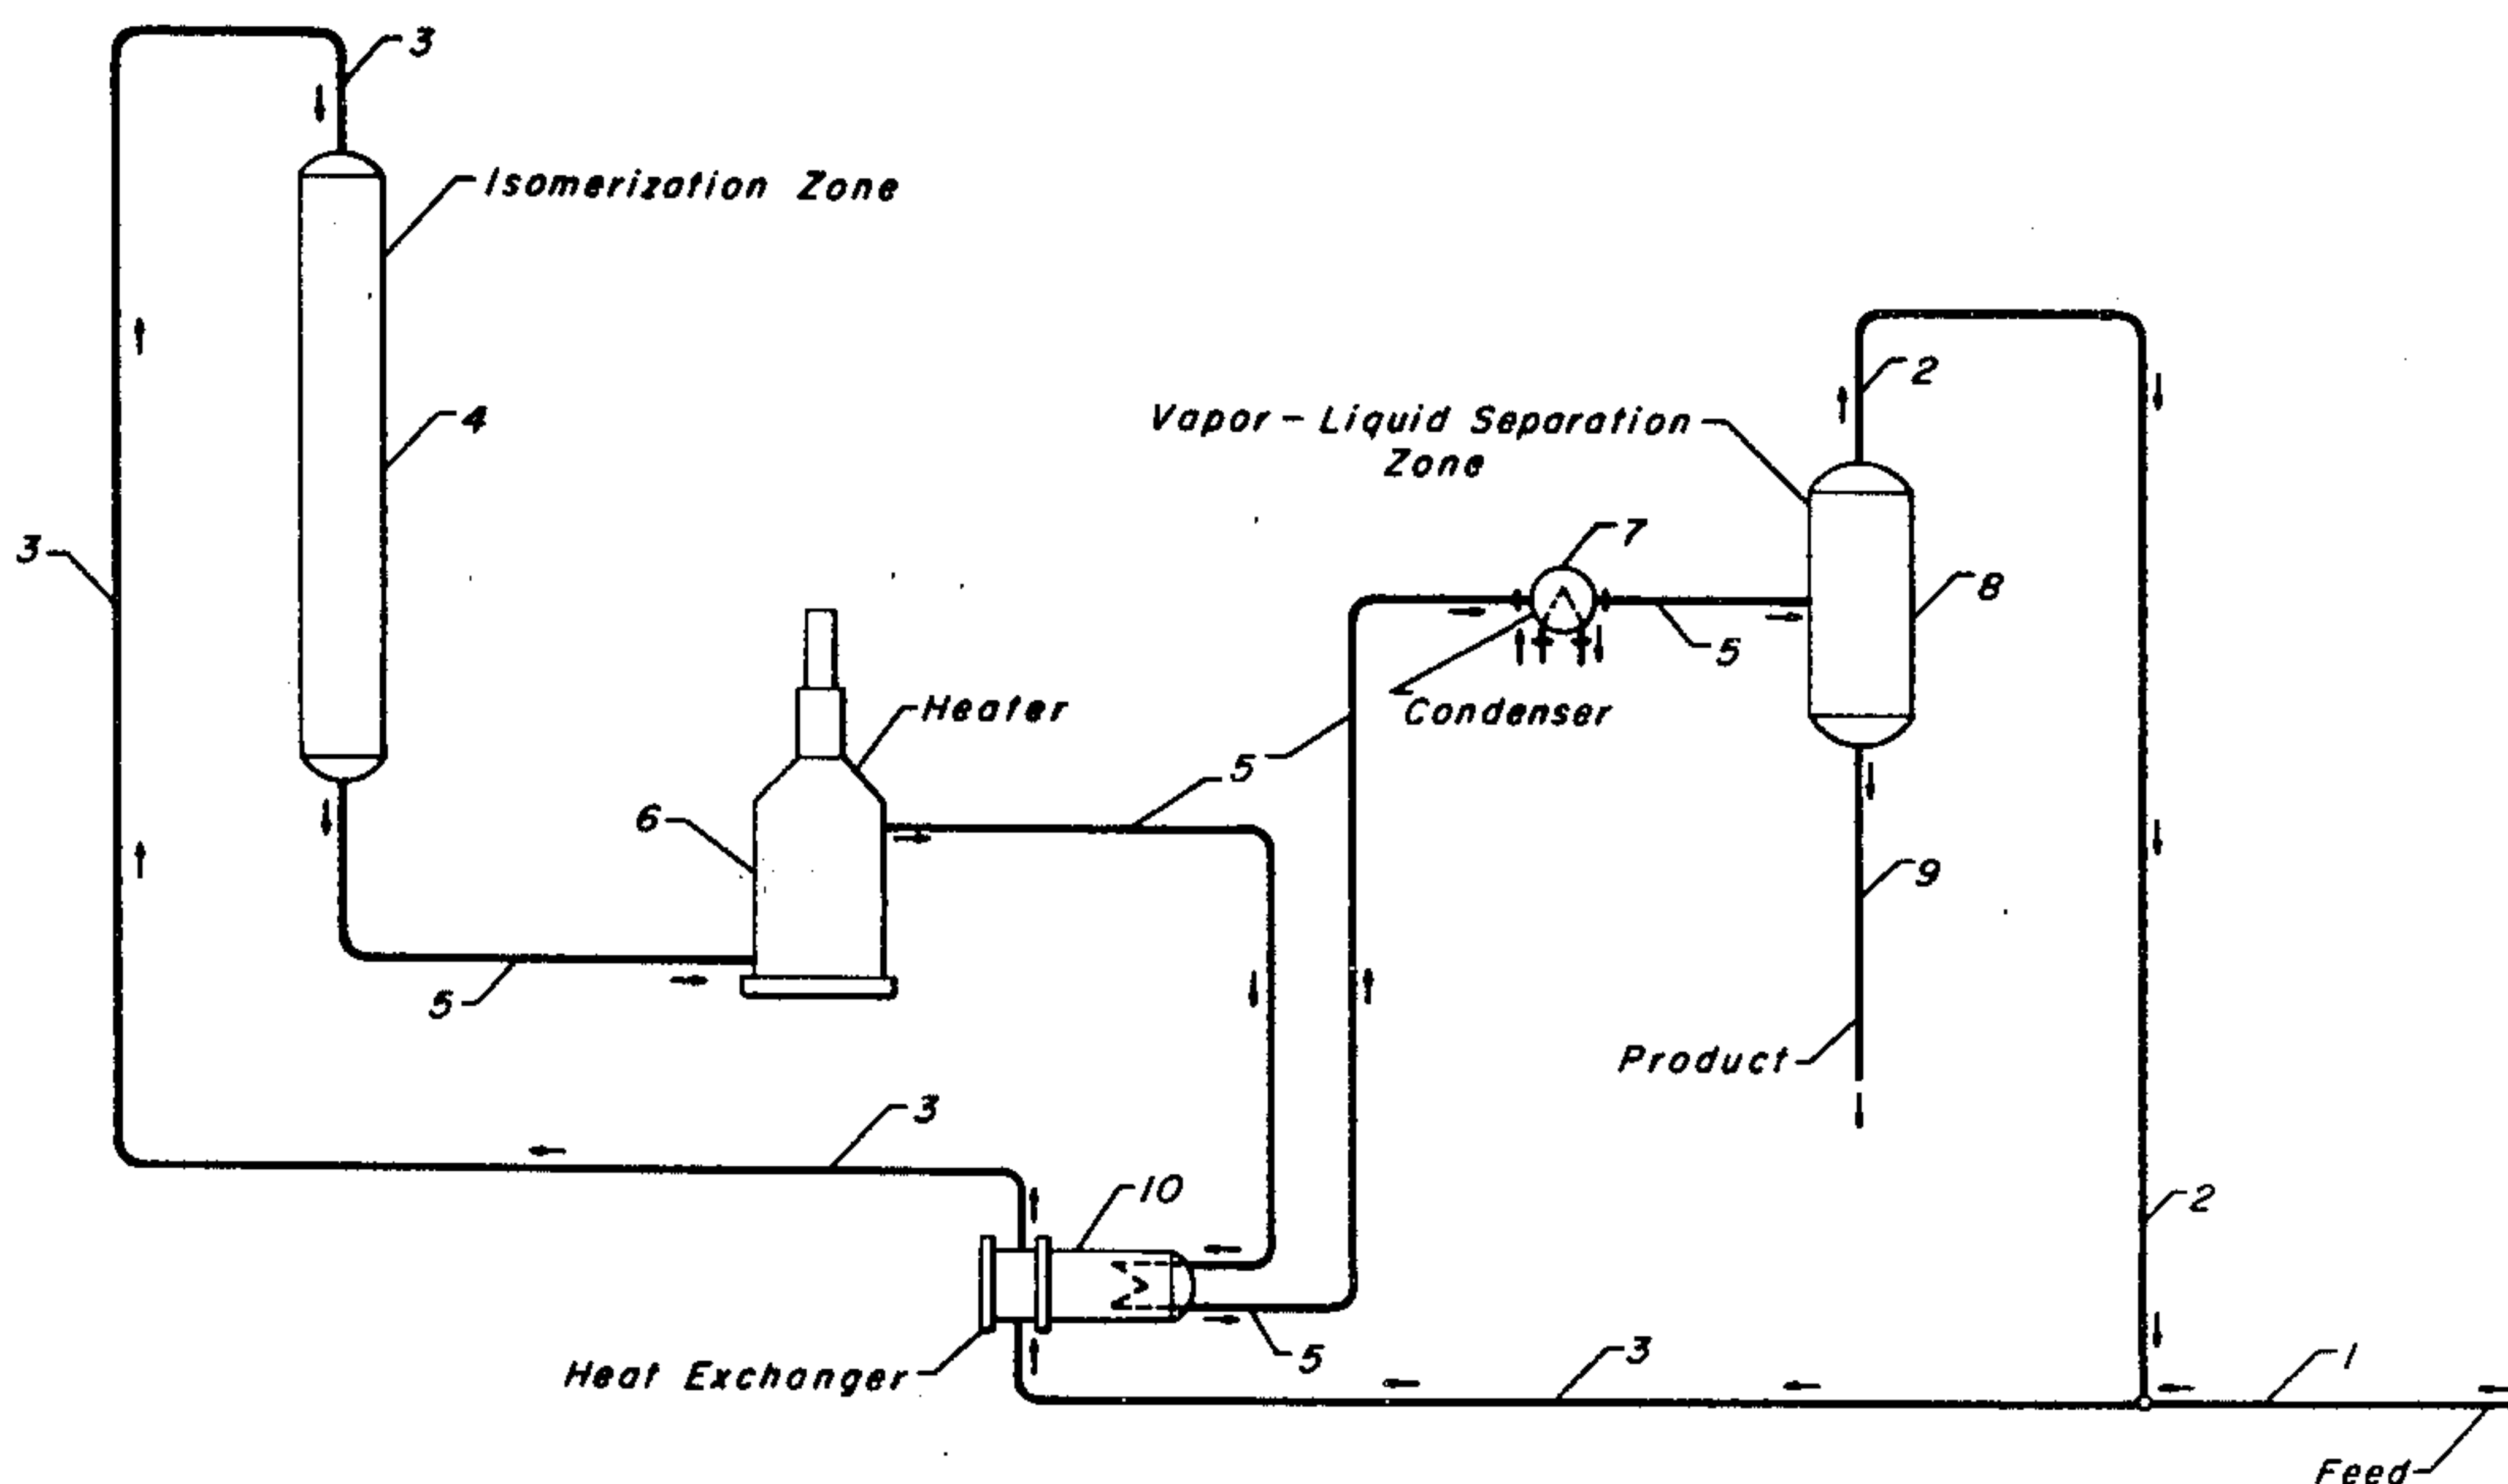 3
Isomerization Zone
2
4
Vapor-Liquid Separation
Zone
7
3
8
5
Condenser
Heater
5
6
9
5
Product
3
10
2
5
3
1
Heat Exchanger
Feed